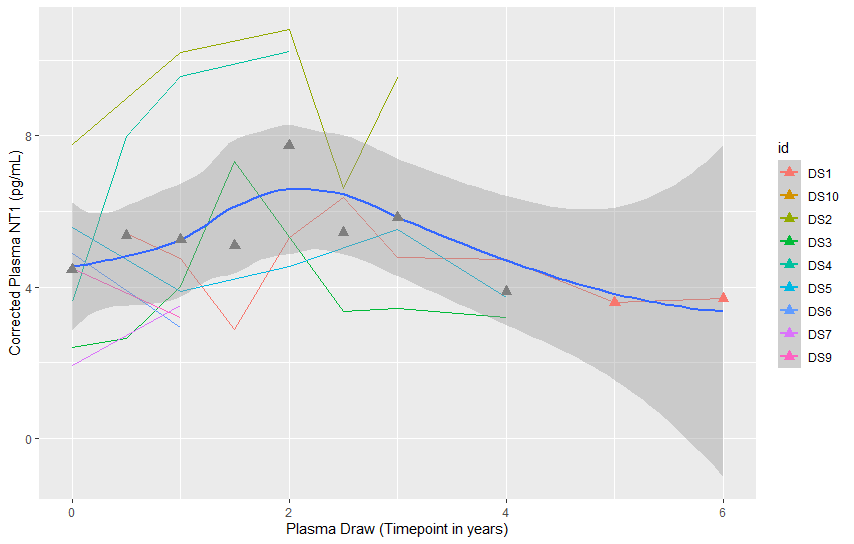 Corrected Plasma NT1 (pg/mL)
8
4
0
0
2
4
6
Plasma Draw (Timepoint in years)
id
DS1
DS10
DS2
DS3
DS4
DS5
DS6
DS7
DS9